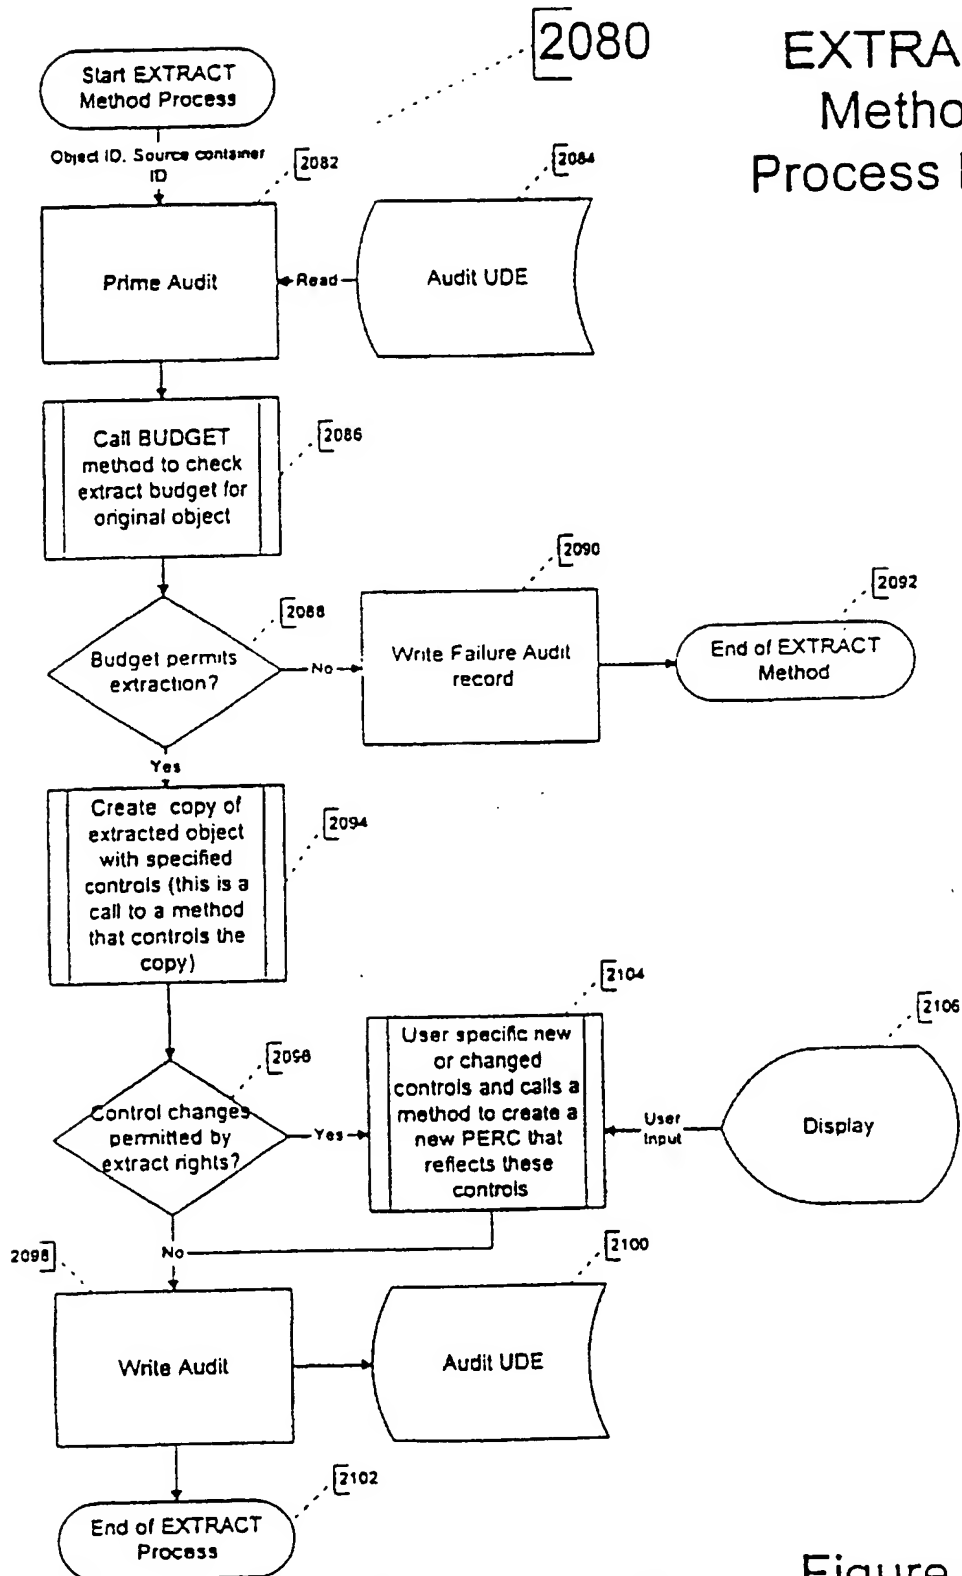 2080
EXTRA
Metho
Process
Start EXTRACT
Method Process
Object ID, Source container
ID
2082
2084
Prime Audit
Read
Audit UDE
Call BUDGET
method to check
extract budget for
original object
2086
2088
Budget permits
extraction?
No
2090
Write Failure Audit
record
2092
End of EXTRACT
Method
Yes
Create copy of
extracted object
with specified
controls (this is a
call to a method
that controls the
copy)
2094
2098
Control changes
permitted by
extract rights?
Yes
2104
User specific new
or changed
controls and calls a
method to create a
new PERC that
reflects these
controls
User
Input
2106
Display
No
2098
Write Audit
2100
Audit UDE
2102
End of EXTRACT
Process
Figure